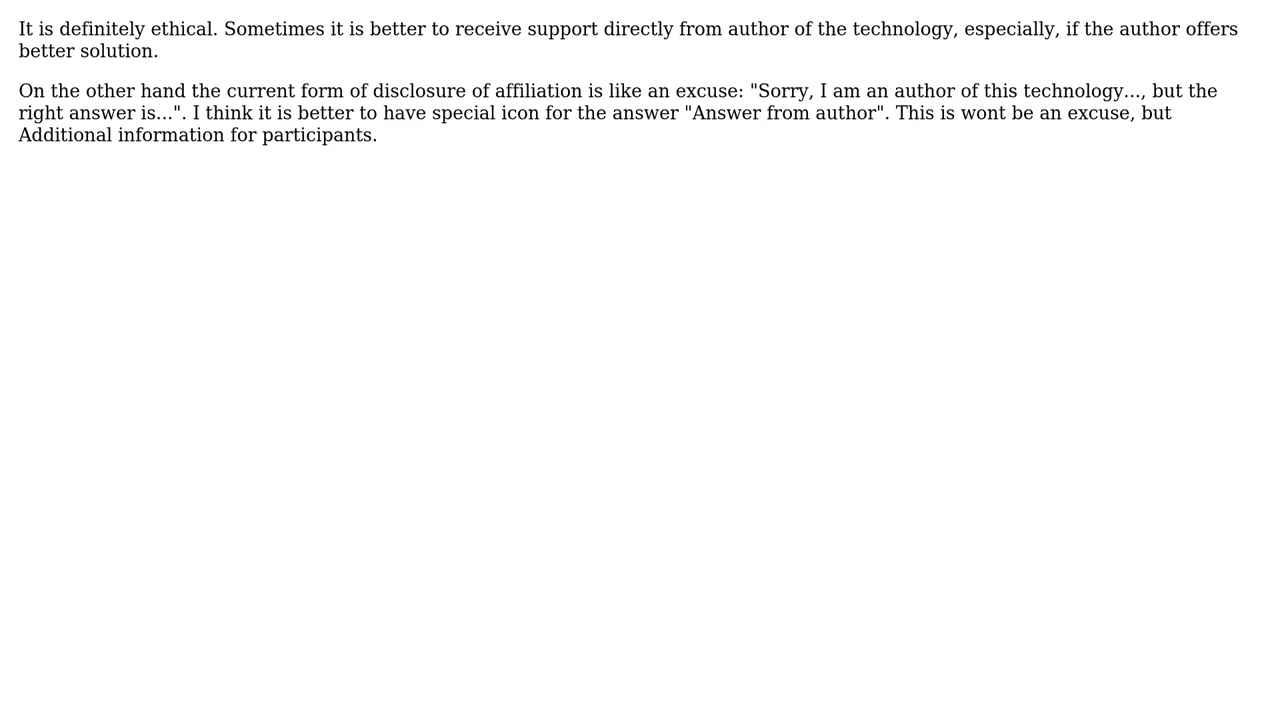 It is definitely ethical. Sometimes it is better to receive support directly from author of the technology, especially, if the author offers
better solution.
On the other hand the current form of disclosure of affiliation is like an excuse: "Sorry, I am an author of this technology..., but the
right answer is...". I think it is better to have special icon for the answer "Answer from author". This is wont be an excuse, but
Additional information for participants.